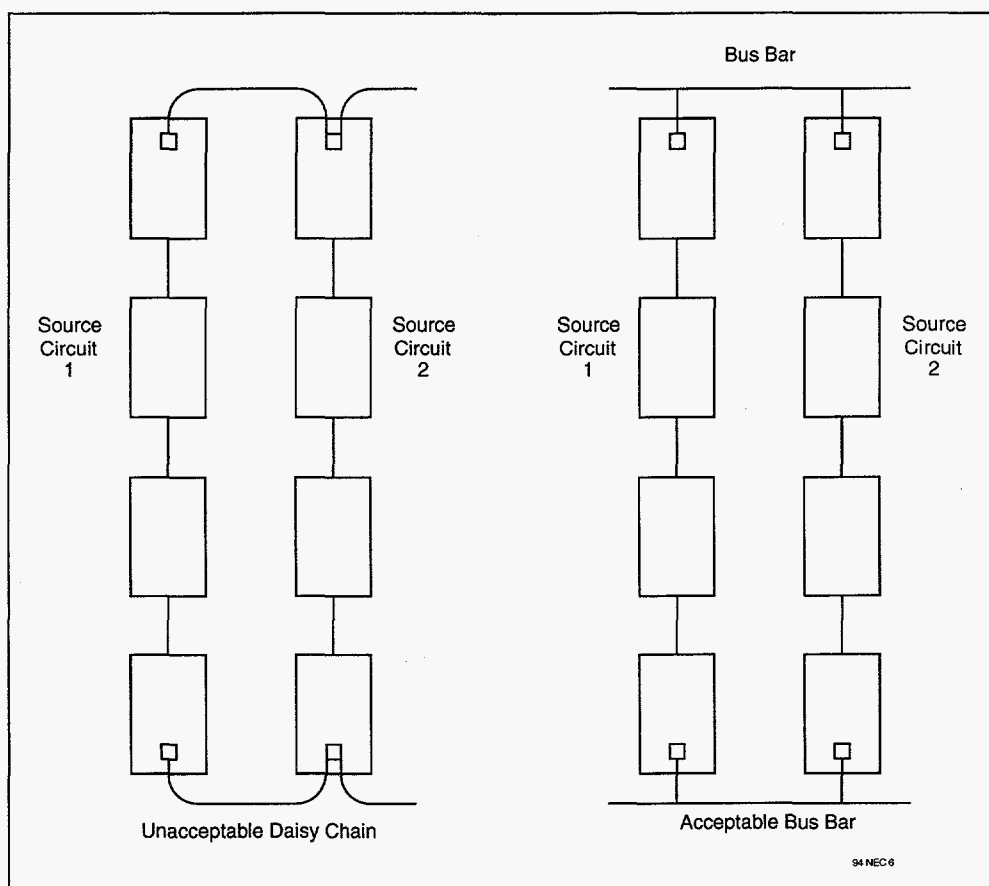 Bus Bar
Source
Circuit
1
Source
Circuit
2
Source
Circuit
1
Source
Circuit
2
Unacceptable Daisy Chain
Acceptable Bus Bar
94 NEC 6